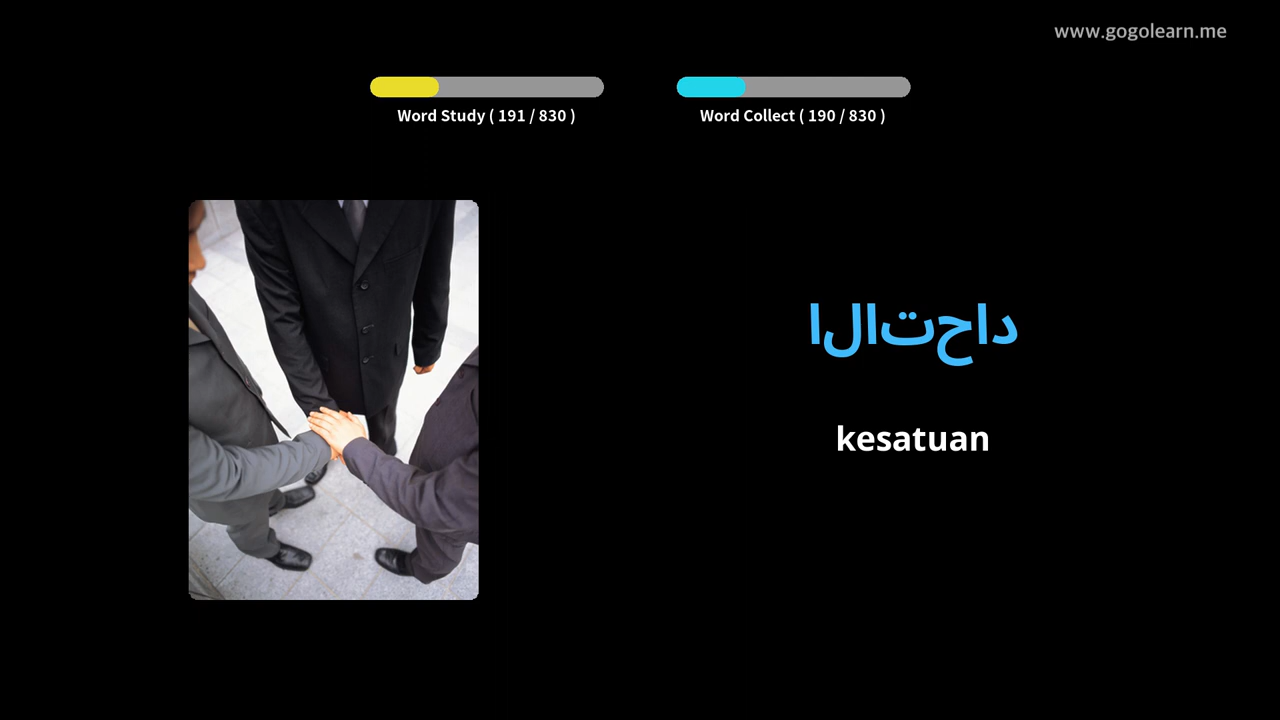 www.gogolearn.me
Word Study ( 191 / 830 )
Word Collect ( 190 / 830 )
الاتحاد
kesatuan